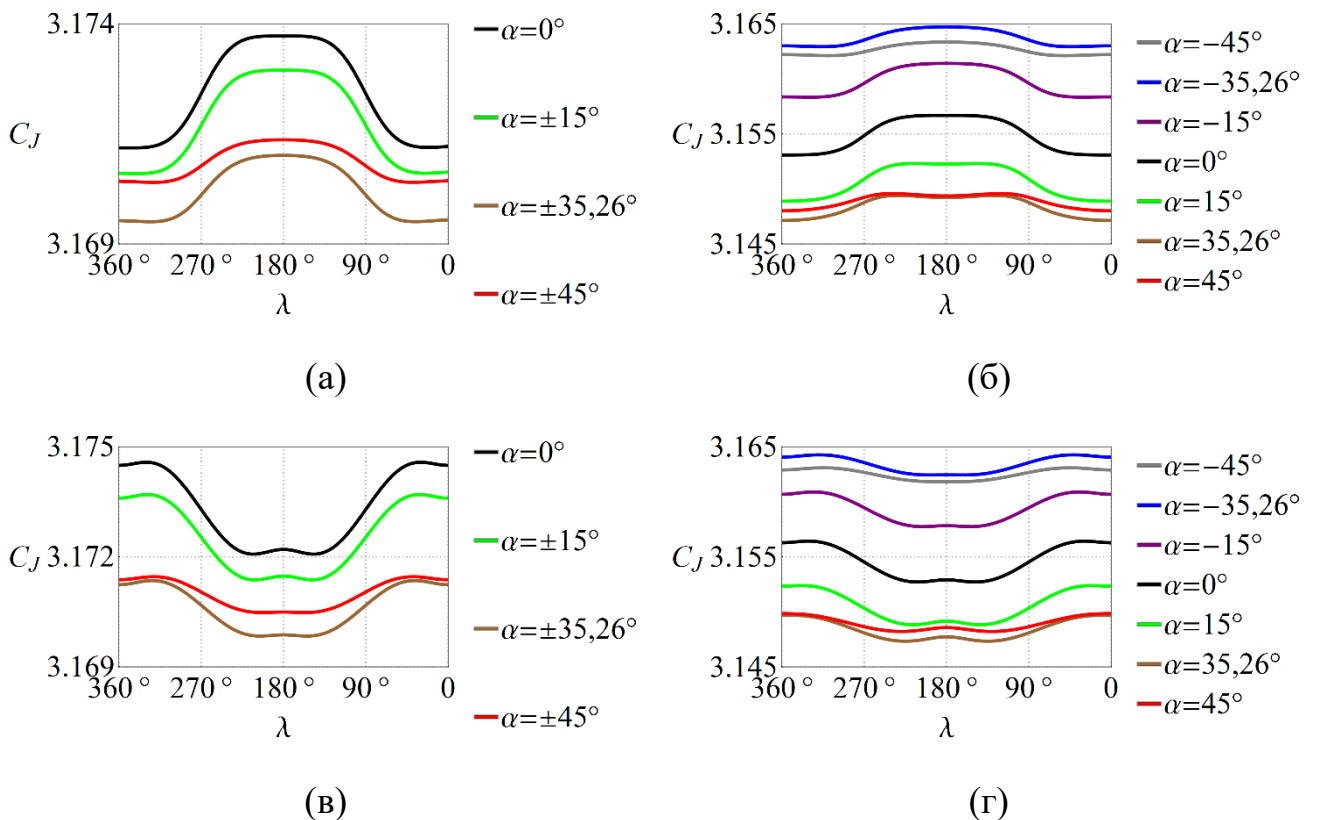 3.174
C_J
3.169
360° 270° 180° 90° 0
λ
α=0°
α=±15°
α=±35,26°
α=±45°
(а)
3.165
C_J 3.155
3.145
360° 270° 180° 90° 0
λ
α=−45°
α=−35,26°
α=−15°
α=0°
α=15°
α=35,26°
α=45°
(б)
3.175
C_J 3.172
3.169
360° 270° 180° 90° 0
λ
α=0°
α=±15°
α=±35,26°
α=±45°
(в)
3.165
C_J 3.155
3.145
360° 270° 180° 90° 0
λ
α=−45°
α=−35,26°
α=−15°
α=0°
α=15°
α=35,26°
α=45°
(г)